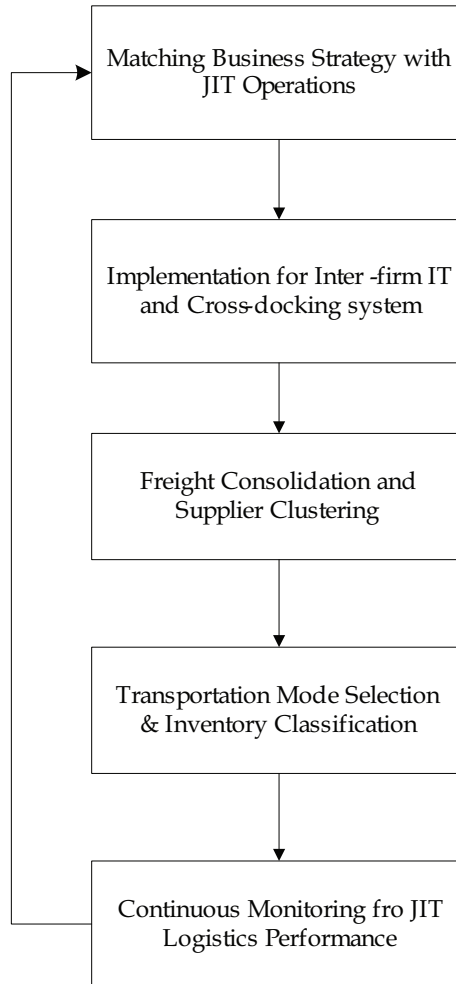 Matching Business Strategy with
JIT Operations
Implementation for Inter -firm IT
and Cross-docking system
Freight Consolidation and
Supplier Clustering
Transportation Mode Selection
& Inventory Classification
Continuous Monitoring fro JIT
Logistics Performance